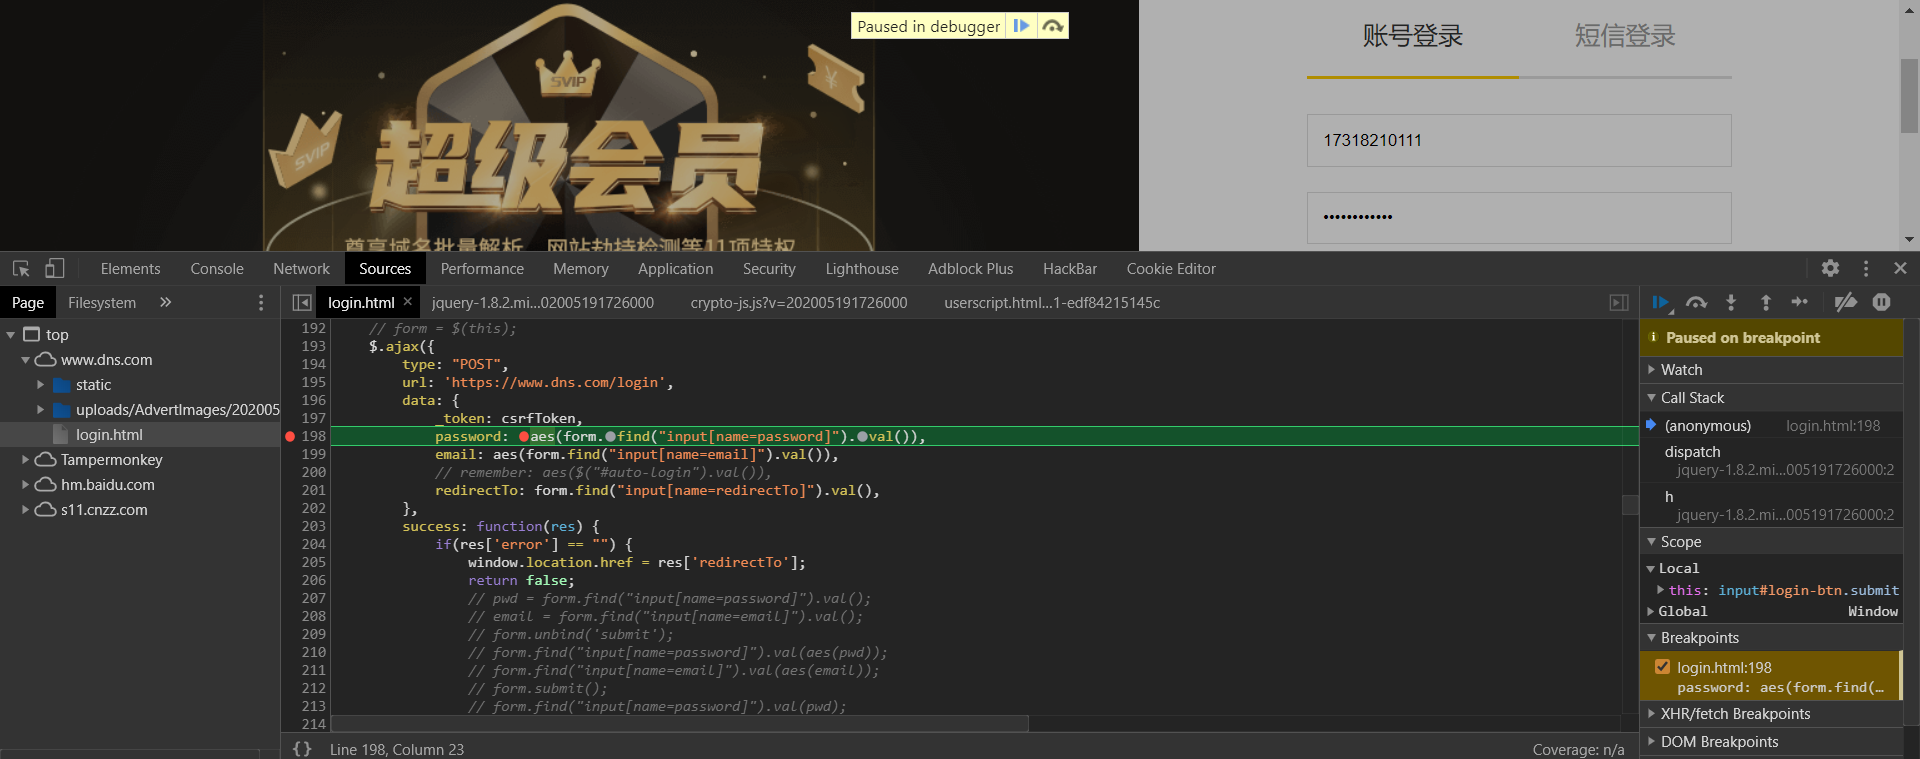 SVIP
SVIP
超级会员
尊享域名批量解析、网站劫持检测等11项特权
Paused in debugger
账号登录
短信登录
17318210111
••••••••••••
Elements
Console
Network
Sources
Performance
Memory
Application
Security
Lighthouse
Adblock Plus
HackBar
Cookie Editor
Page
Filesystem
»
login.html ×
jquery-1.8.2.mi...02005191726000
crypto-js.js?v=202005191726000
userscript.html...1-edf84215145c
top
www.dns.com
static
uploads/AdvertImages/202005
login.html
Tampermonkey
hm.baidu.com
s11.cnzz.com
192 // form = $(this);
193 $.ajax({
194 type: "POST",
195 url: 'https://www.dns.com/login',
196 data: {
197 _token: csrfToken,
198 password: aes(form.find("input[name=password]").val()),
199 email: aes(form.find("input[name=email]").val()),
200 // remember: aes($("#auto-login").val()),
201 redirectTo: form.find("input[name=redirectTo]").val(),
202 },
203 success: function(res) {
204 if(res['error'] == "") {
205 window.location.href = res['redirectTo'];
206 return false;
207 // pwd = form.find("input[name=password]").val();
208 // email = form.find("input[name=email]").val();
209 // form.unbind('submit');
210 // form.find("input[name=password]").val(aes(pwd));
211 // form.find("input[name=email]").val(aes(email));
212 // form.submit();
213 // form.find("input[name=password]").val(pwd);
214
{} Line 198, Column 23
Coverage: n/a
Paused on breakpoint
Watch
Call Stack
(anonymous) login.html:198
dispatch
jquery-1.8.2.mi...005191726000:2
h
jquery-1.8.2.mi...005191726000:2
Scope
Local
this: input#login-btn.submit
Global Window
Breakpoints
login.html:198
password: aes(form.find(…
XHR/fetch Breakpoints
DOM Breakpoints